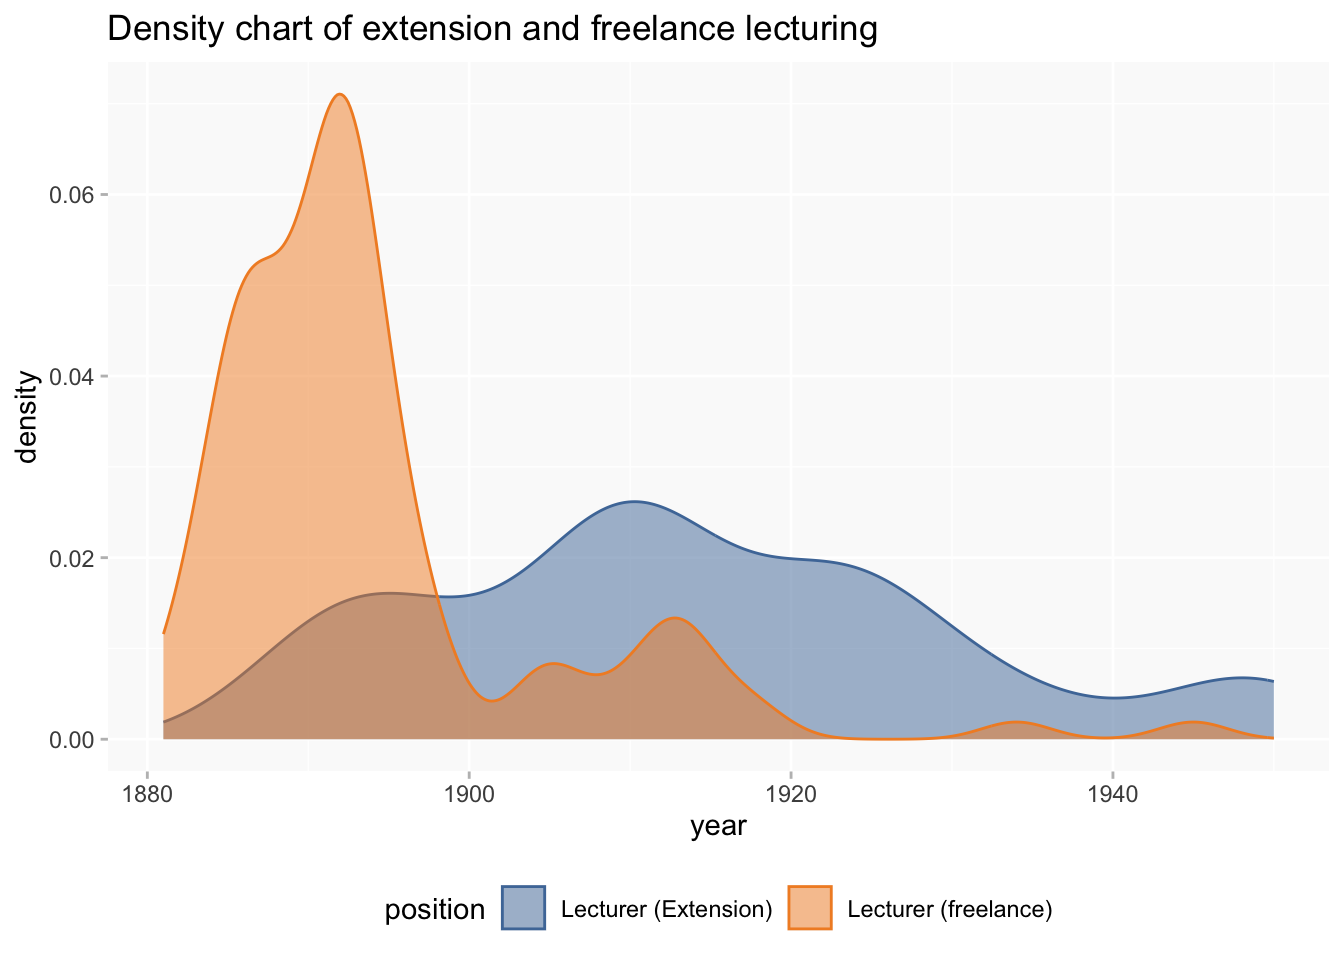 Density chart of extension and freelance lecturing
density
0.06
0.04
0.02
0.00
1880 1900 1920 1940
year
position Lecturer (Extension) Lecturer (freelance)